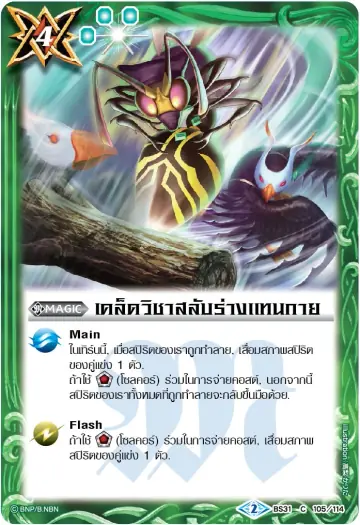 4
MAGIC เคล็ดวิชาสลับร่างแทนกาย
Main
ในเทิร์นนี้, เมื่อสปิริตของเราถูกทำลาย, เสื่อมสภาพสปิริต
ของคู่แข่ง 1 ตัว.
ถ้าใช้ (โซลคอร์) ร่วมในการจ่ายคอสต์, นอกจากนี้
สปิริตของเราทั้งหมดที่ถูกทำลายจะกลับขึ้นมือด้วย.
Flash
ถ้าใช้ (โซลคอร์) ร่วมในการจ่ายคอสต์, เสื่อมสภาพ
สปิริตของคู่แข่ง 1 ตัว.
Illustration
©BNP/B.NBN
2 BS31 C 105/114